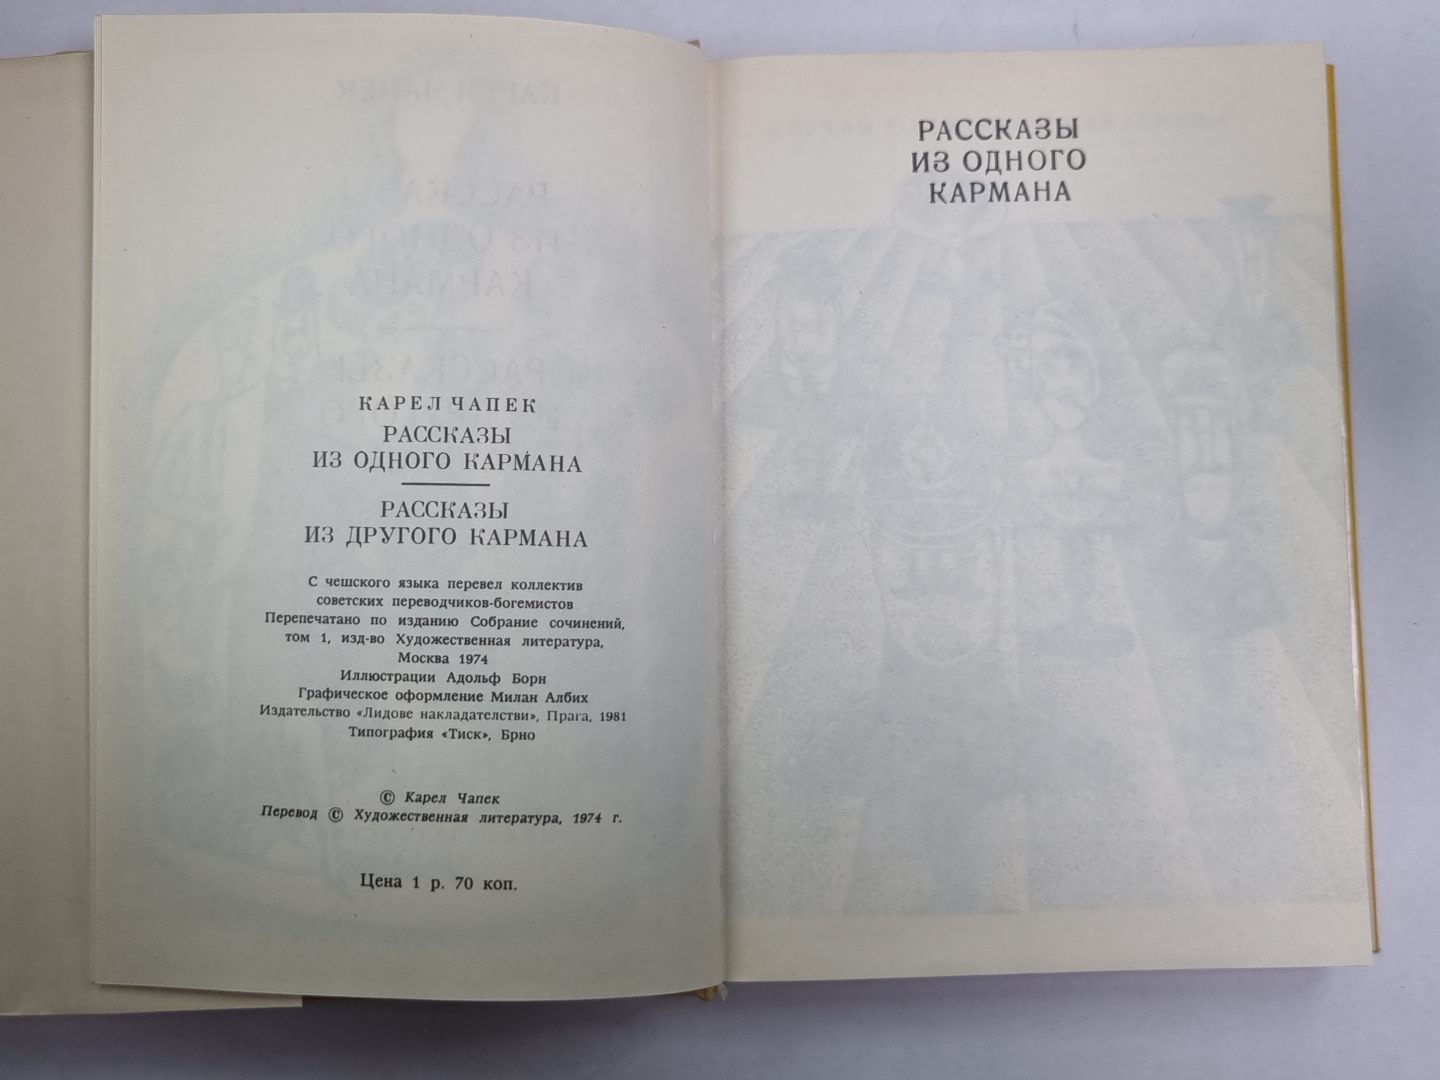 КАРЕЛ ЧАПЕК
РАССКАЗЫ
ИЗ ОДНОГО КАРМАНА
РАССКАЗЫ
ИЗ ДРУГОГО КАРМАНА
С чешского языка перевел коллектив
советских переводчиков-богемистов
Перепечатано по изданию Собрание сочинений,
том 1, изд-во Художественная литература,
Москва 1974
Иллюстрации Адольф Борн
Графическое оформление Милан Албих
Издательство «Лидове накладателстви», Прага, 1981
Типография «Тиск», Брно
© Карел Чапек
Перевод © Художественная литература, 1974 г.
Цена 1 р. 70 коп.
РАССКАЗЫ
ИЗ ОДНОГО
КАРМАНА